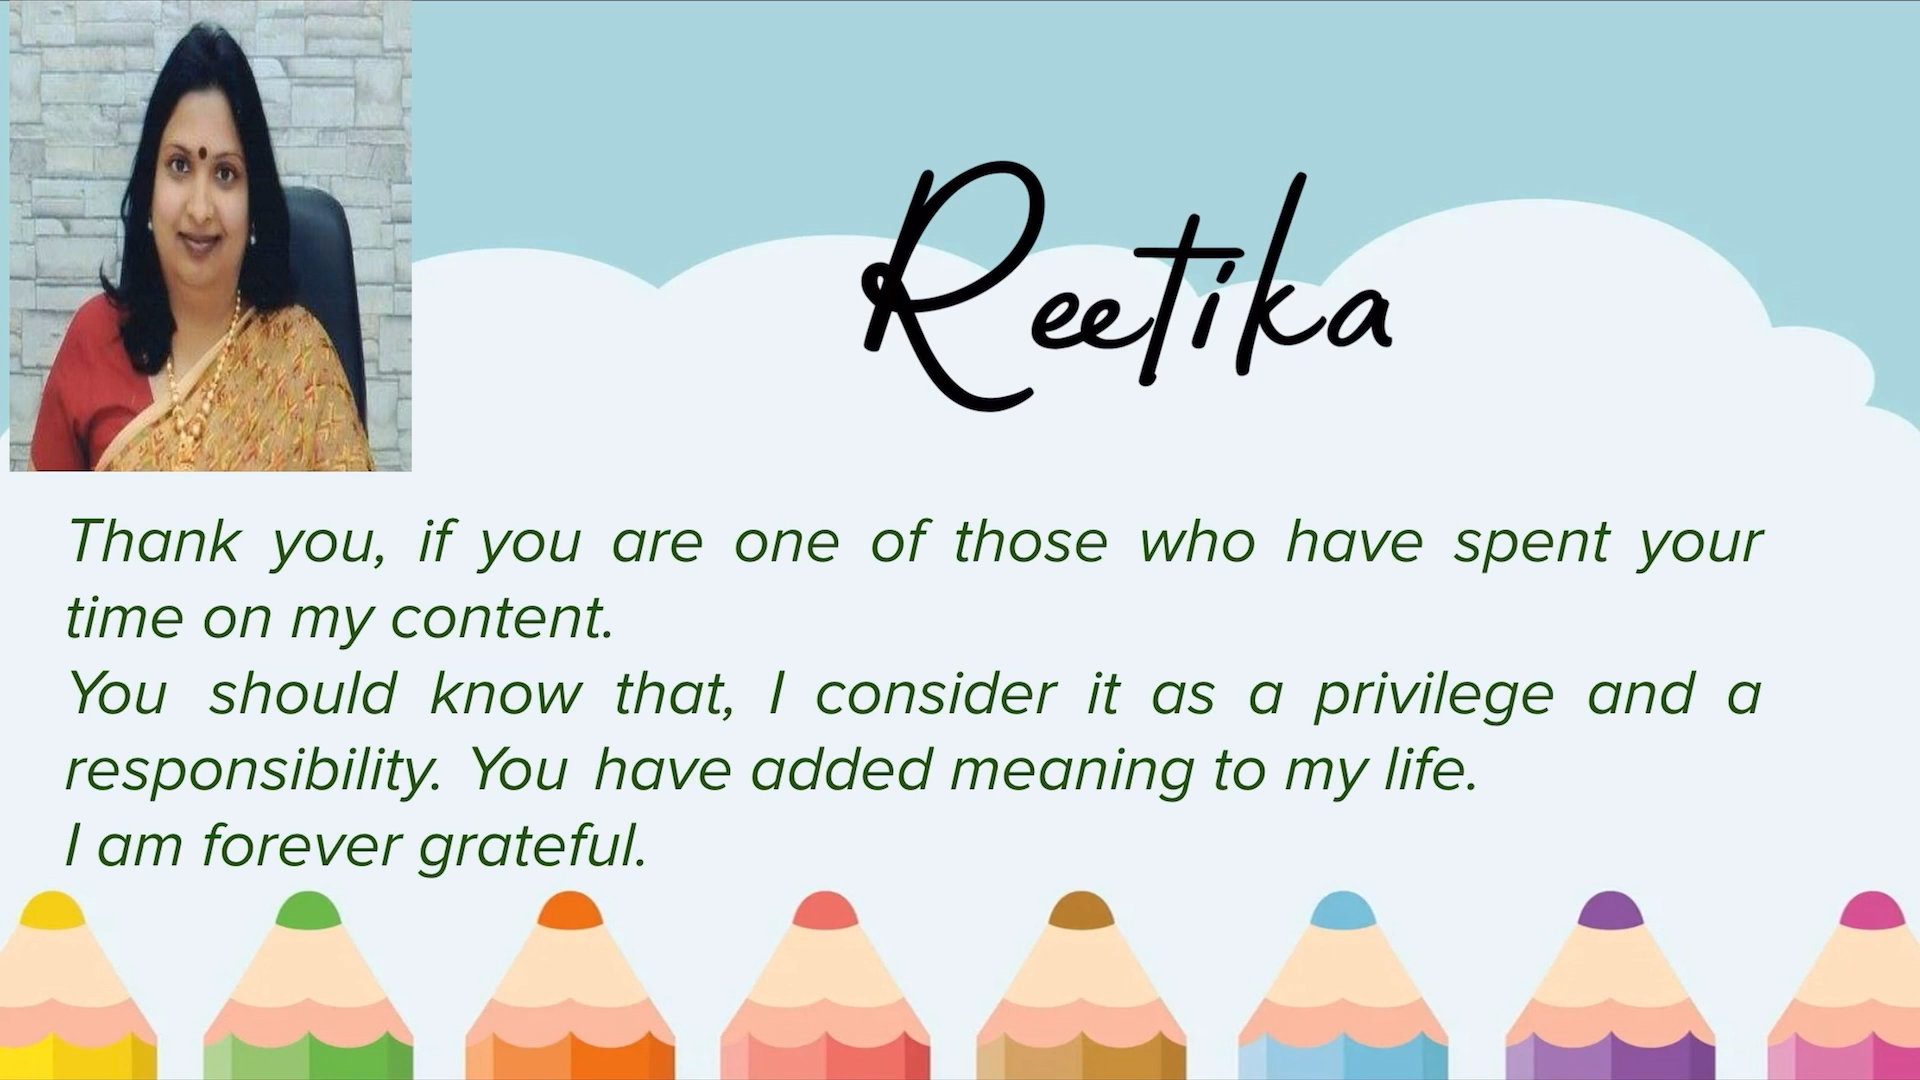 Reetika
Thank you, if you are one of those who have spent your
time on my content.
You should know that, I consider it as a privilege and a
responsibility. You have added meaning to my life.
I am forever grateful.